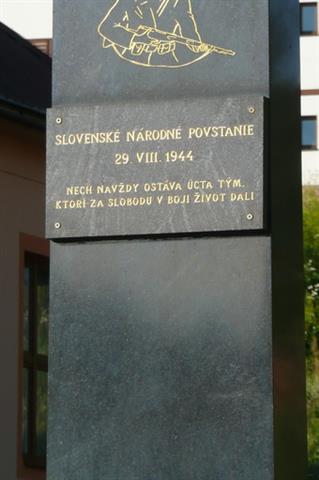 SLOVENSKÉ NÁRODNÉ POVSTANIE
29. VIII. 1944
NECH NAVŽDY OSTÁVA ÚCTA TÝM,
KTORÍ ZA SLOBODU V BOJI ŽIVOT DALI